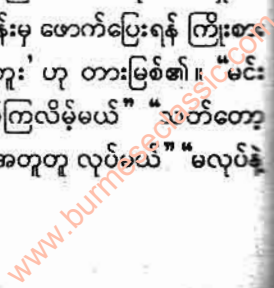 န်းမှ ဖောက်ပြေးရန် ကြိုးစား
ကူး' ဟု တားမြစ်၏။ "မင်း
ကြလိမ့်မယ်" "သတ်တော့
အတူတူ လုပ်မယ်" "မလုပ်နဲ့
www.burmeseclassic.com